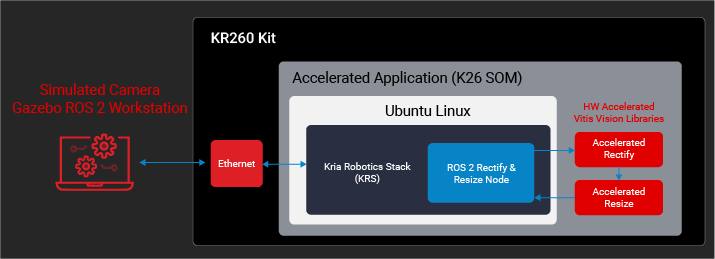 KR260 Kit
Simulated Camera
Gazebo ROS 2 Workstation
Accelerated Application (K26 SOM)
Ubuntu Linux
HW Accelerated
Vitis Vision Libraries
Ethernet
Kria Robotics Stack
(KRS)
ROS 2 Rectify &
Resize Node
Accelerated
Rectify
Accelerated
Resize